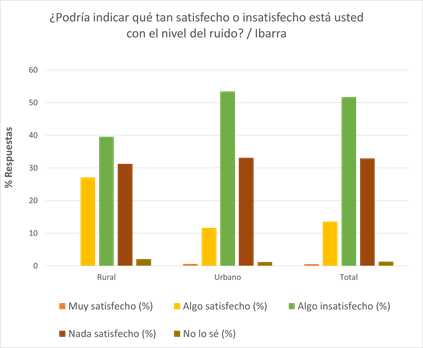 ¿Podría indicar qué tan satisfecho o insatisfecho está usted
con el nivel del ruido? / Ibarra
% Respuestas
60
50
40
30
20
10
0
Rural Urbano Total
Muy satisfecho (%) Algo satisfecho (%) Algo insatisfecho (%)
Nada satisfecho (%) No lo sé (%)